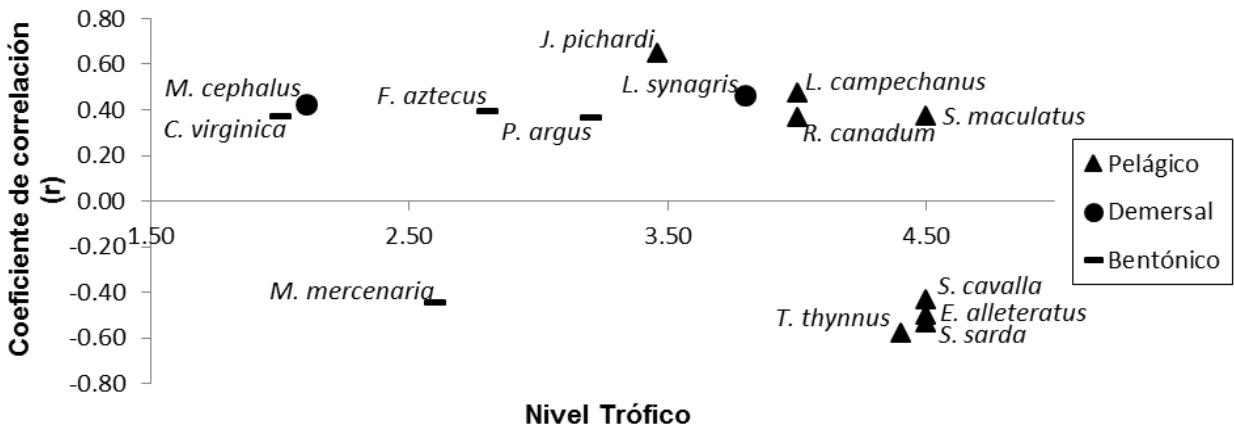 Coeficiente de correlación
(r)
0.80
0.60
0.40
0.20
0.00
-0.20
-0.40
-0.60
-0.80
1.50
2.50
3.50
4.50
J. pichardi
M. cephalus
F. aztecus
L. synagris
L. campechanus
C. virginica
P. argus
R. canadum
S. maculatus
M. mercenaria
S. cavalla
T. thynnus
E. alleteratus
S. sarda
Pelágico
Demersal
Bentónico
Nivel Trófico